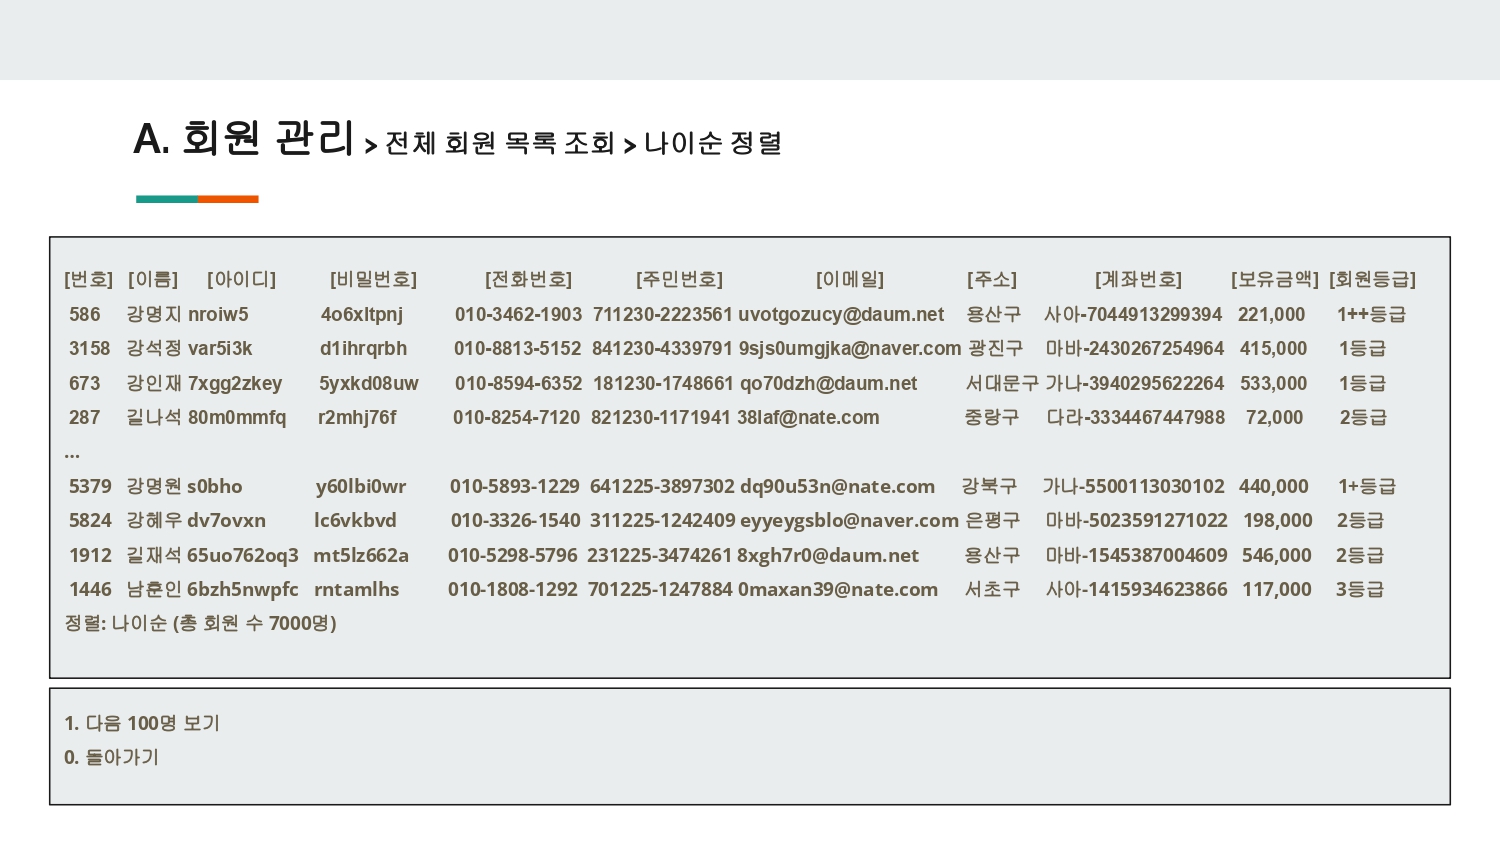 A. 회원 관리 > 전체 회원 목록 조회 > 나이순 정렬
[번호] [이름] [아이디] [비밀번호] [전화번호] [주민번호] [이메일] [주소] [계좌번호] [보유금액] [회원등급]
586 강명지 nroiw5 4o6xltpnj 010-3462-1903 711230-2223561 uvotgozucy@daum.net 용산구 사아-7044913299394 221,000 1++등급
3158 강석정 var5i3k d1ihrqrbh 010-8813-5152 841230-4339791 9sjs0umgjka@naver.com 광진구 마바-2430267254964 415,000 1등급
673 강인재 7xgg2zkey 5yxkd08uw 010-8594-6352 181230-1748661 qo70dzh@daum.net 서대문구 가나-3940295622264 533,000 1등급
287 길나석 80m0mmfq r2mhj76f 010-8254-7120 821230-1171941 38laf@nate.com 중랑구 다라-3334467447988 72,000 2등급
...
5379 강명원 s0bho y60lbi0wr 010-5893-1229 641225-3897302 dq90u53n@nate.com 강북구 가나-5500113030102 440,000 1+등급
5824 강혜우 dv7ovxn lc6vkbvd 010-3326-1540 311225-1242409 eyyeygsblo@naver.com 은평구 마바-5023591271022 198,000 2등급
1912 길재석 65uo762oq3 mt5lz662a 010-5298-5796 231225-3474261 8xgh7r0@daum.net 용산구 마바-1545387004609 546,000 2등급
1446 남훈인 6bzh5nwpfc rntamlhs 010-1808-1292 701225-1247884 0maxan39@nate.com 서초구 사아-1415934623866 117,000 3등급
정렬: 나이순 (총 회원 수 7000명)
1. 다음 100명 보기
0. 돌아가기